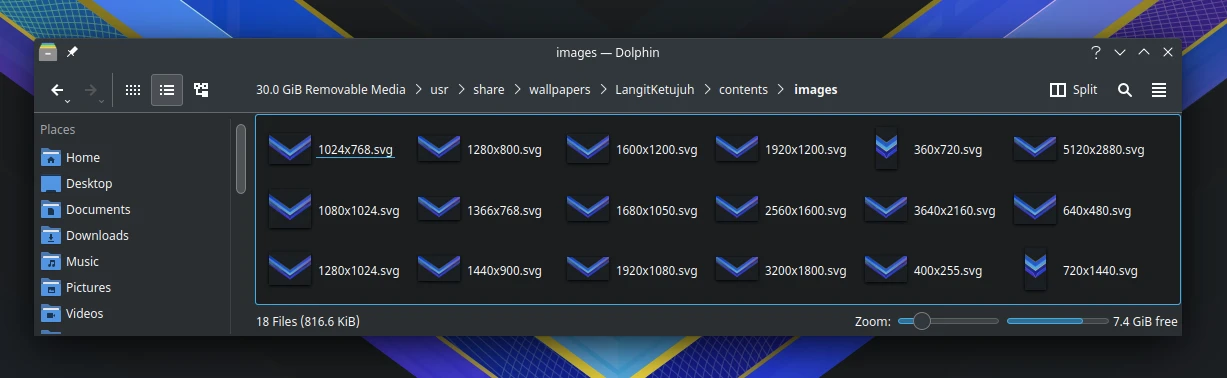 images — Dolphin
30.0 GiB Removable Media > usr > share > wallpapers > LangitKetujuh > contents > images
Split
Places
Home
Desktop
Documents
Downloads
Music
Pictures
Videos
1024x768.svg 1280x800.svg 1600x1200.svg 1920x1200.svg 360x720.svg 5120x2880.svg
1080x1024.svg 1366x768.svg 1680x1050.svg 2560x1600.svg 3640x2160.svg 640x480.svg
1280x1024.svg 1440x900.svg 1920x1080.svg 3200x1800.svg 400x255.svg 720x1440.svg
18 Files (816.6 KiB)
Zoom:
7.4 GiB free